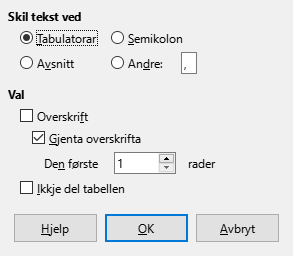 Skil tekst ved
Tabulatorar Semikolon
Avsnitt Andre: ,
Val
Overskrift
Gjenta overskrifta
Den første 1 rader
Ikkje del tabellen
Hjelp OK Avbryt